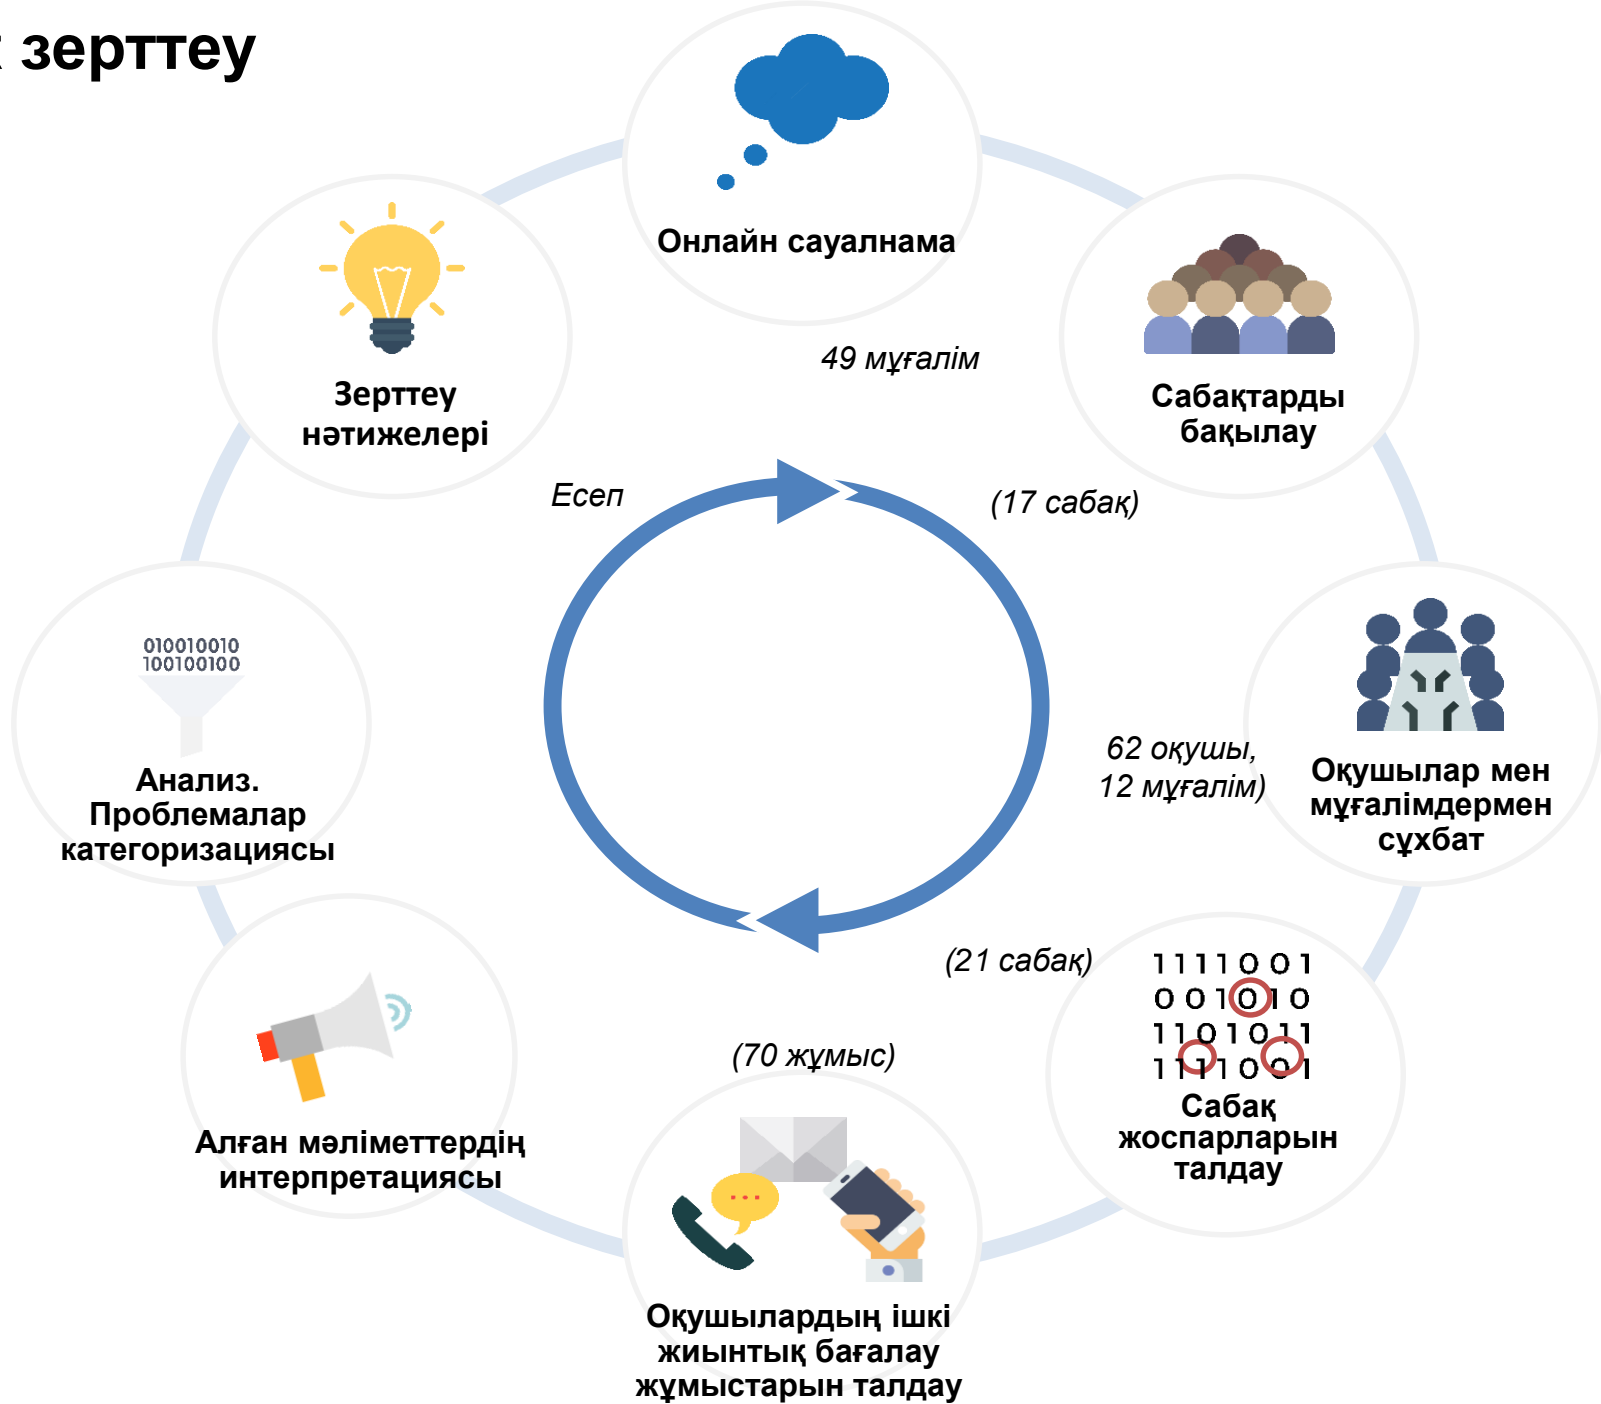 зерттеу
Онлайн сауалнама
49 мұғалім
Сабақтарды
бақылау
(17 сабақ)
62 оқушы,
12 мұғалім)
Оқушылар мен
мұғалімдермен
сұхбат
(21 сабақ)
1111001
0010010
1101011
1111001
Сабақ
жоспарларын
талдау
(70 жұмыс)
Оқушылардың ішкі
жиынтық бағалау
жұмыстарын талдау
Алған мәліметтердің
интерпретациясы
010010010
100100100
Анализ.
Проблемалар
категоризациясы
Зерттеу
нәтижелері
Есеп